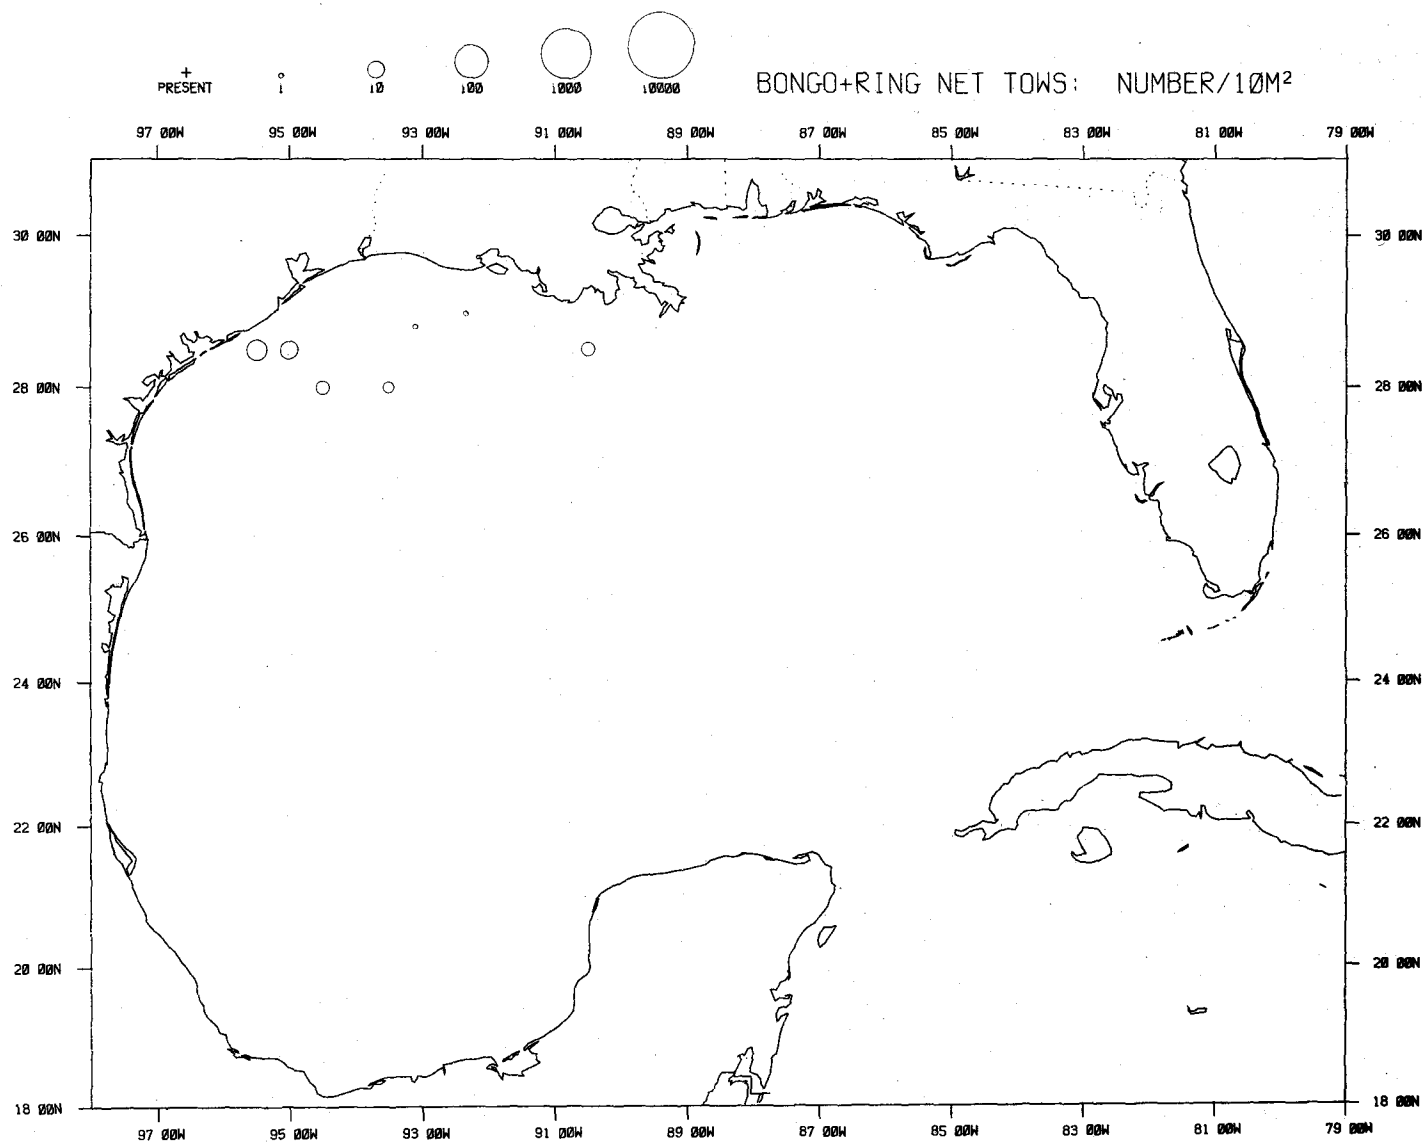 PRESENT 1 10 100 1000 10000 BONGO+RING NET TOWS: NUMBER/10M²
97 00W 95 00W 93 00W 91 00W 89 00W 87 00W 85 00W 83 00W 81 00W 79 00W
30 00N 30 00N
28 00N 28 00N
26 00N 26 00N
24 00N 24 00N
22 00N 22 00N
20 00N 20 00N
18 00N 18 00N
97 00W 95 00W 93 00W 91 00W 89 00W 87 00W 85 00W 83 00W 81 00W 79 00W